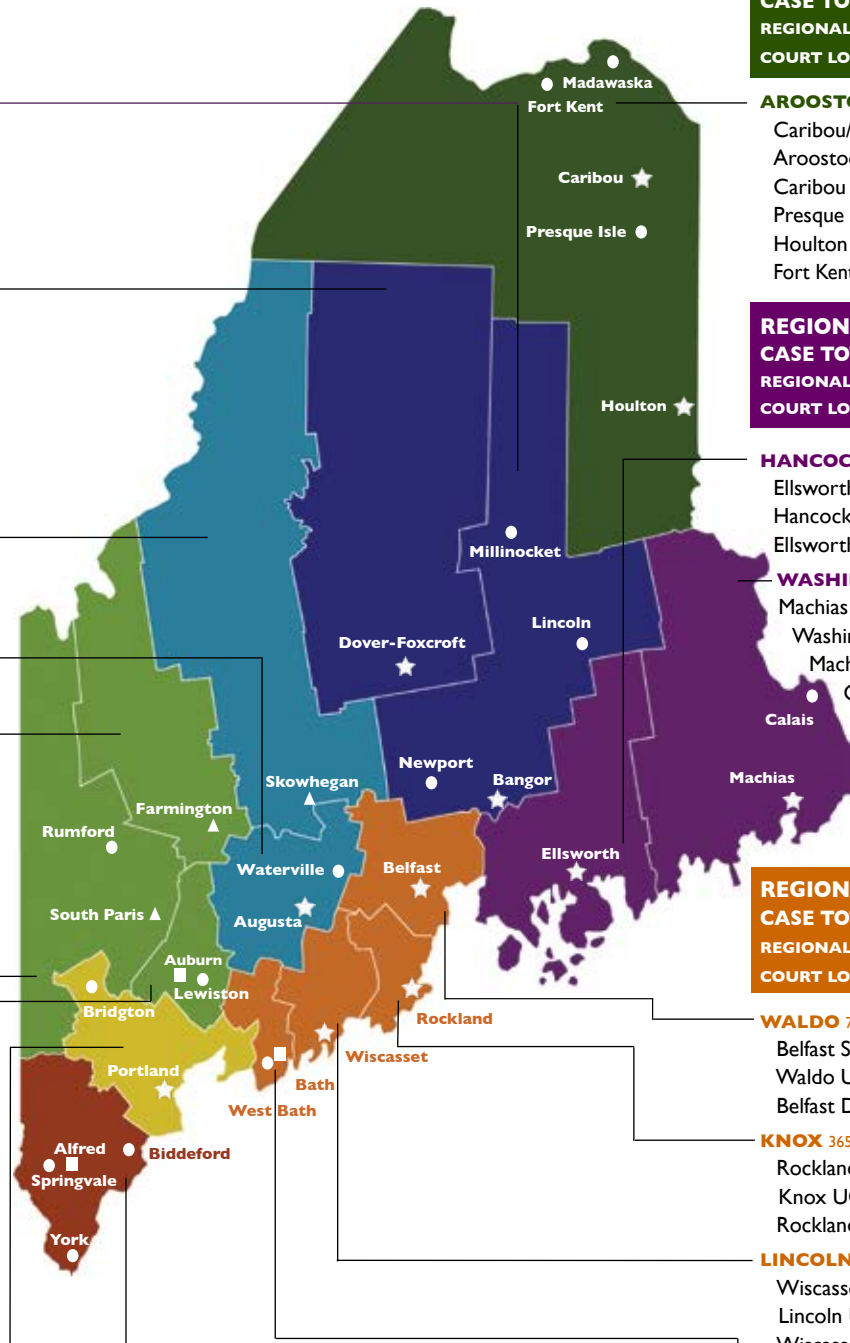 CASE TO
REGIONAL
COURT LO
AROOSTO
Caribou/
Aroosto
Caribou
Presque
Houlton
Fort Kent
REGION
CASE TO
REGIONAL
COURT LO
HANCOC
Ellsworth
Hancock
Ellsworth
WASHI
Machias
Washin
Mach
C
WALDO 7
Belfast S
Waldo U
Belfast D
KNOX 365
Rockland
Knox U
Rockland
LINCOLN
Wiscasse
Lincoln
REGION
CASE TO
REGIONAL
COURT LO
Madawaska
Fort Kent
Caribou
Presque Isle
Houlton
Millinocket
Lincoln
Dover-Foxcroft
Calais
Newport
Bangor
Machias
Skowhegan
Farmington
Rumford
Ellsworth
Waterville
Belfast
South Paris
Augusta
Auburn
Lewiston
Bridgton
Rockland
Wiscasset
Portland
Bath
West Bath
Alfred
Biddeford
Springvale
York